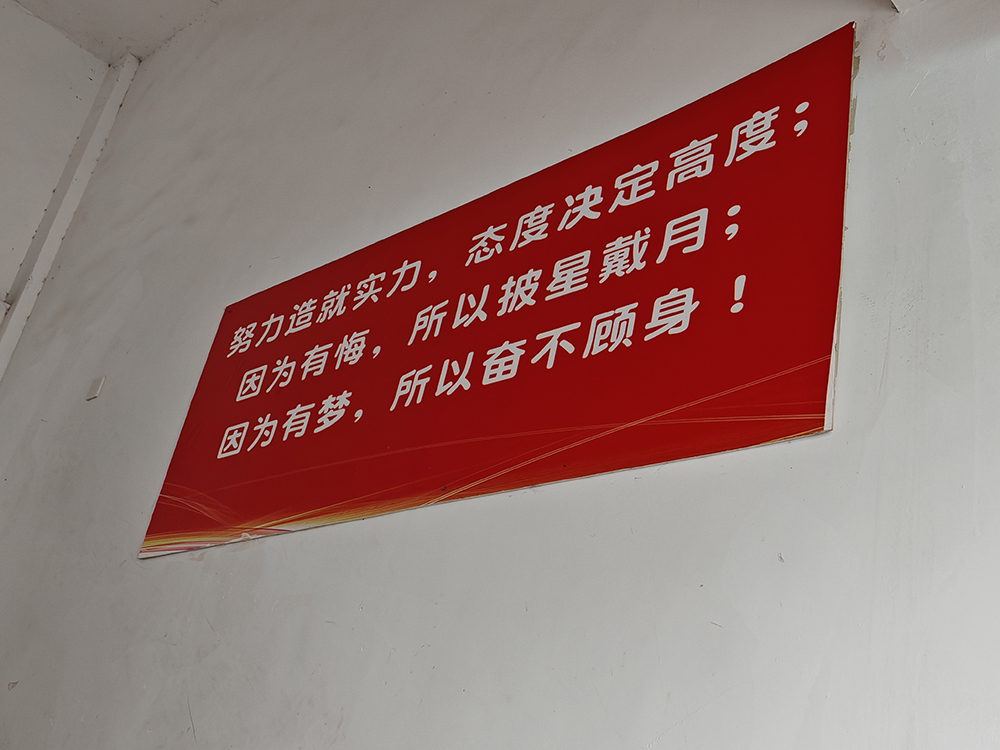 努力造就实力，态度决定高度；
因为有悔，所以披星戴月；
因为有梦，所以奋不顾身！